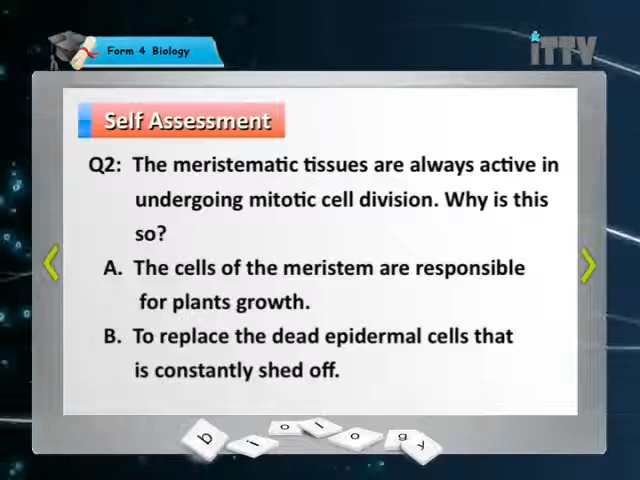 Form 4 Biology
iTTV
Self Assessment
Q2: The meristematic tissues are always active in
undergoing mitotic cell division. Why is this
so?
A. The cells of the meristem are responsible
for plants growth.
B. To replace the dead epidermal cells that
is constantly shed off.
biology